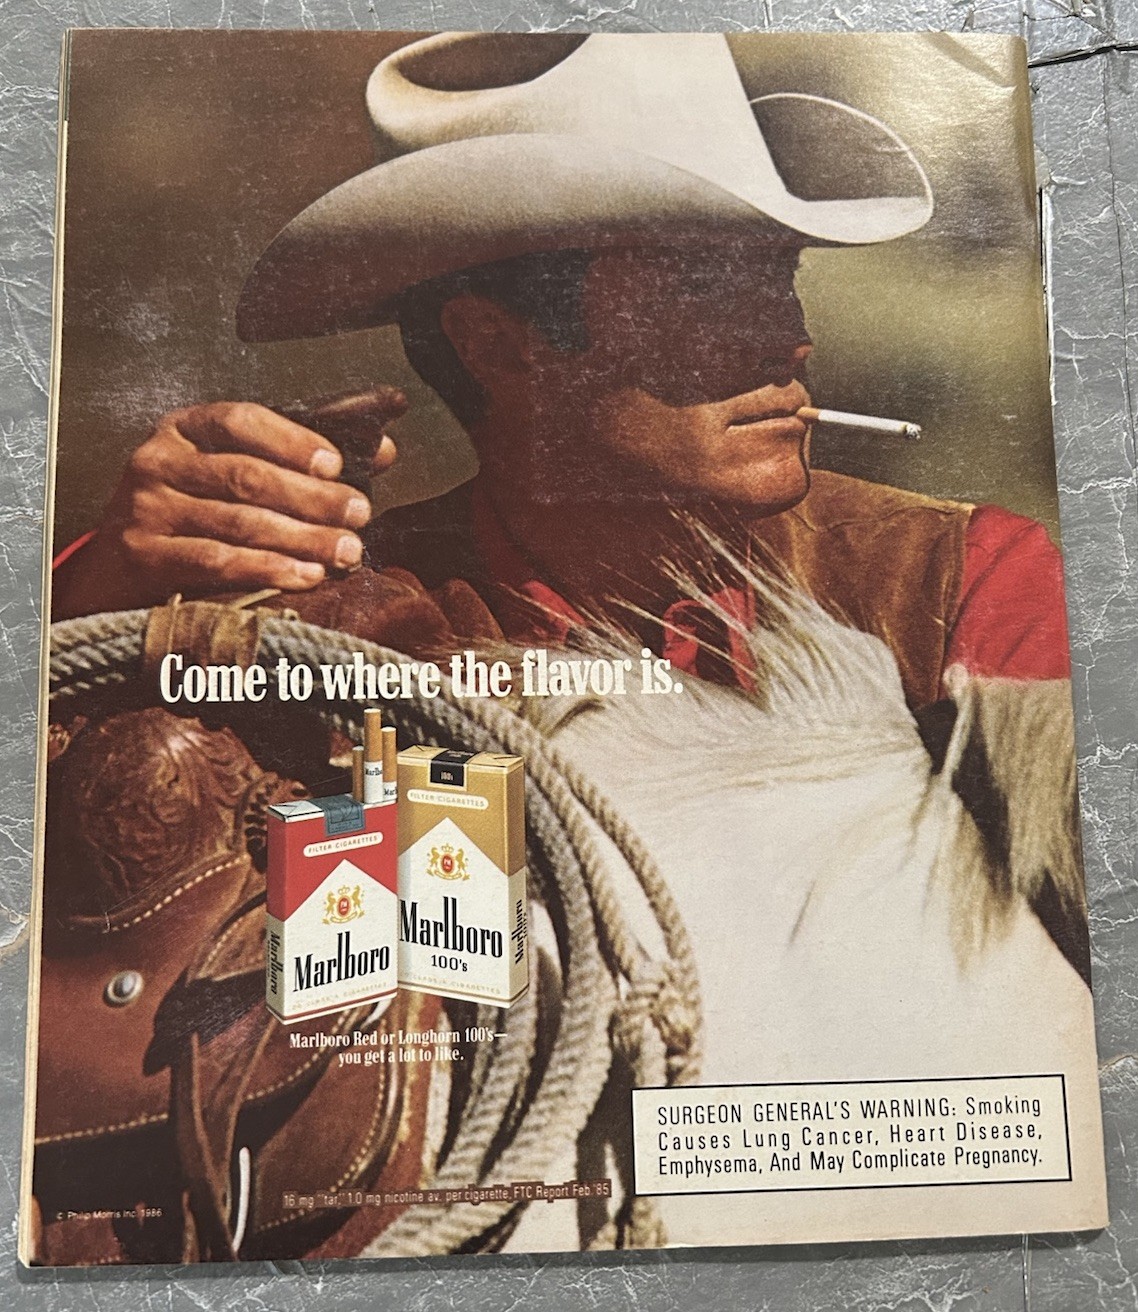 Come to where the flavor is.
Marlbo
Marl
100s
FILTER CIGARETTES
FILTER CIGARETTES
Marlboro
100's
Marlboro
Marlboro
Marlboro
Marlboro Red or Longhorn 100's—
you get a lot to like.
SURGEON GENERAL'S WARNING: Smoking
Causes Lung Cancer, Heart Disease,
Emphysema, And May Complicate Pregnancy.
16 mg "tar," 1.0 mg nicotine av. per cigarette, FTC Report Feb.'85
© Philip Morris Inc. 1986